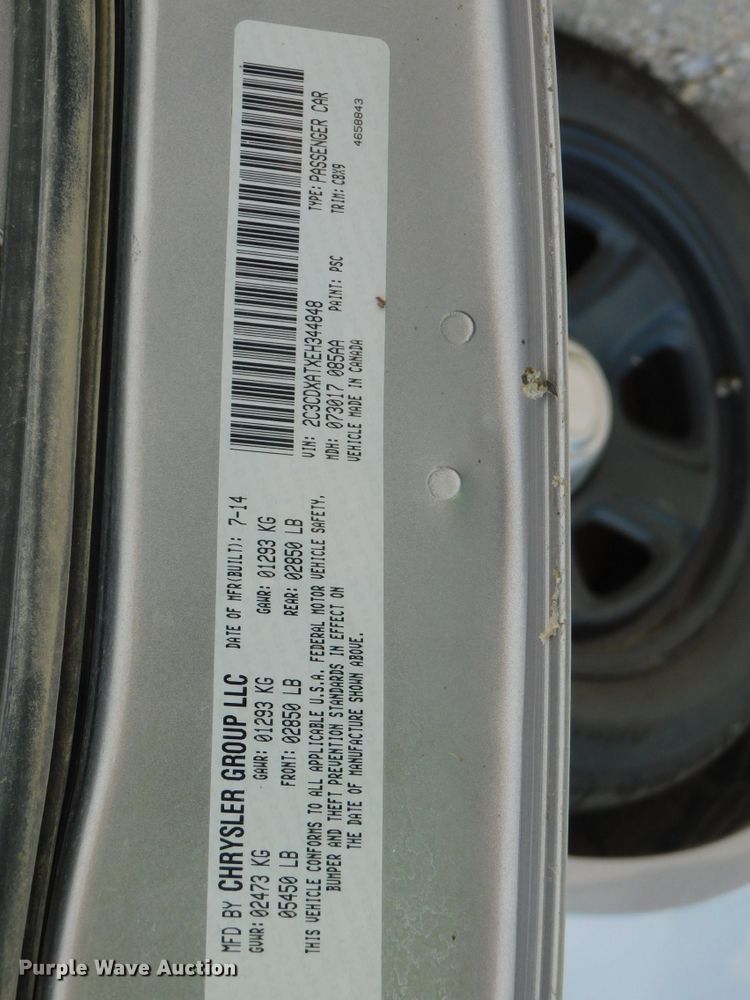 MFD BY CHRYSLER GROUP LLC DATE OF MFR(BUILT): 7-14
GVWR: 02473 KG GAWR: 01293 KG GAWR: 01293 KG
05450 LB FRONT: 02850 LB REAR: 02850 LB
THIS VEHICLE CONFORMS TO ALL APPLICABLE U.S.A. FEDERAL MOTOR VEHICLE SAFETY,
BUMPER AND THEFT PREVENTION STANDARDS IN EFFECT ON
THE DATE OF MANUFACTURE SHOWN ABOVE.
VIN: 2C3CDXATXEH344848 TYPE: PASSENGER CAR
MDH: 073017 085AA PAINT: PSC TRIM: C8X9
VEHICLE MADE IN CANADA 4658843
Purple Wave Auction